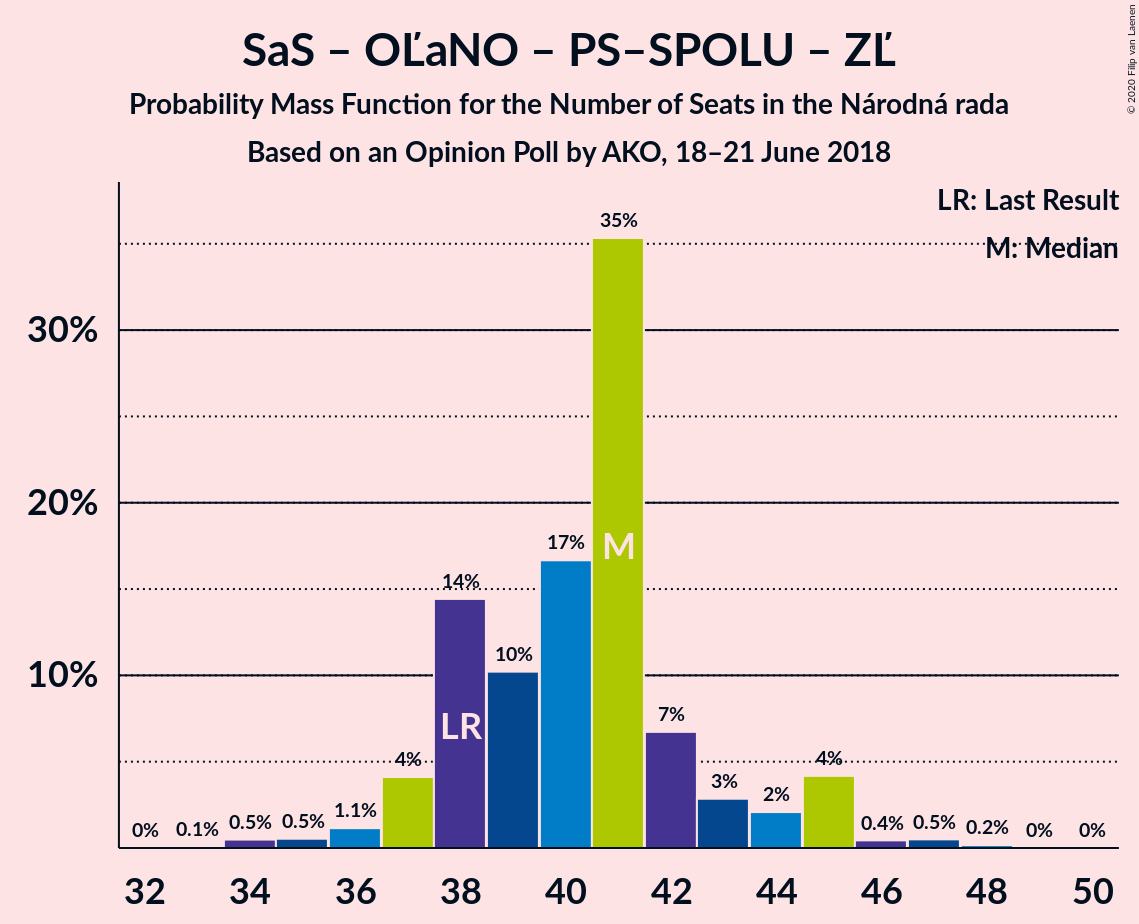 SaS – OĽaNO – PS–SPOLU – ZĽ
Probability Mass Function for the Number of Seats in the Národná rada
Based on an Opinion Poll by AKO, 18–21 June 2018
© 2020 Filip van Laenen
LR: Last Result
M: Median
30%
20%
10%
0%
0.1%
0.5%
0.5%
1.1%
4%
14%
10%
17%
35%
7%
3%
2%
4%
0.4%
0.5%
0.2%
0%
0%
LR
M
32 34 36 38 40 42 44 46 48 50